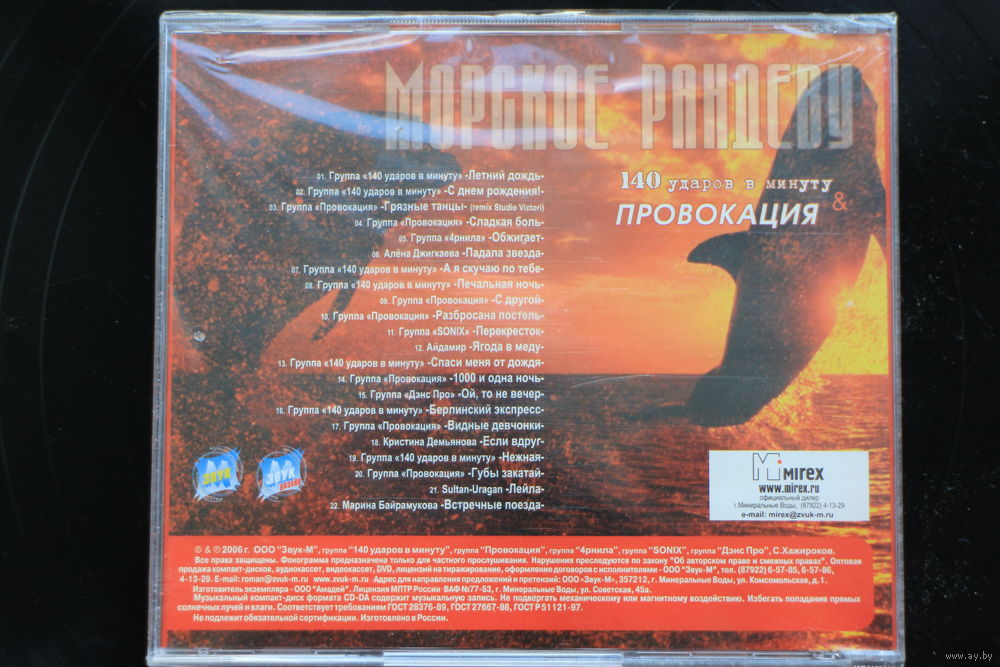 МОРСКОЕ РАНДЕВУ
140 ударов в минуту
&
ПРОВОКАЦИЯ
01. Группа «140 ударов в минуту» -Летний дождь-
02. Группа «140 ударов в минуту» -С днем рождения!-
03. Группа «Провокация» -Грязные танцы- (remix Studio Victori)
04. Группа «Провокация» -Сладкая боль-
05. Группа «4рнила» -Обжигает-
06. Алёна Джигкаева -Падала звезда-
07. Группа «140 ударов в минуту» -А я скучаю по тебе-
08. Группа «140 ударов в минуту» -Печальная ночь-
09. Группа «Провокация» -С другой-
10. Группа «Провокация» -Разбросана постель-
11. Группа «SONIX» -Перекресток-
12. Айдамир -Ягода в меду-
13. Группа «140 ударов в минуту» -Спаси меня от дождя-
14. Группа «Провокация» -1000 и одна ночь-
15. Группа «Дэнс Про» -Ой, то не вечер-
16. Группа «140 ударов в минуту» -Берлинский экспресс-
17. Группа «Провокация» -Видные девчонки-
18. Кристина Демьянова -Если вдруг-
19. Группа «140 ударов в минуту» -Нежная-
20. Группа «Провокация» -Губы закатай-
21. Sultan-Uragan -Лейла-
22. Марина Байрамукова -Встречные поезда-
ЗВУК
ЗВУК
дизайн
MIREX
www.mirex.ru
официальный дилер
г.Минеральные Воды, (87922) 4-13-29
e-mail: mirex@zvuk-m.ru
© & ℗ 2006 г. ООО "Звук-М", группа "140 ударов в минуту", группа "Провокация", группа "4рнила", группа "SONIX", группа "Дэнс Про", С.Хажироков.
Все права защищены. Фонограмма предназначена только для частного прослушивания. Нарушения преследуются по закону "Об авторском праве и смежных правах". Оптовая
продажа компакт-дисков, аудиокассет, видеокассет, DVD, лицензий на тиражирование, оформление договоров с исполнителями - ООО "Звук-М", тел. (87922) 6-57-85, 6-57-86,
4-13-29. E-mail: roman@zvuk-m.ru www.zvuk-m.ru Адрес для направления предложений и претензий: ООО «Звук-М», 357212, г. Минеральные Воды, ул. Комсомольская, д.1.
Изготовитель экземпляра - ООО "Амадей". Лицензия МПТР России ВАФ №77-53, г. Минеральные Воды, ул. Советская, 45а.
Музыкальный компакт-диск формата CD-DA содержит музыкальную запись. Не подвергать механическому или магнитному воздействию. Избегать попадания прямых
солнечных лучей и влаги. Соответствует требованиям ГОСТ 28376-89, ГОСТ 27667-88, ГОСТ Р 51121-97.
Не подлежит обязательной сертификации. Изготовлено в России.
www.ay.by